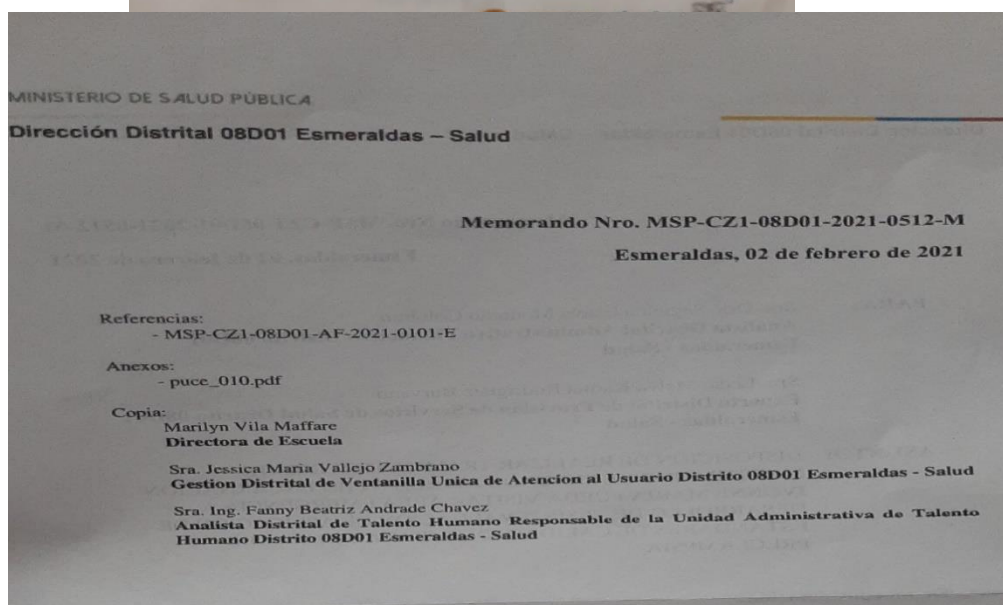 MINISTERIO DE SALUD PÚBLICA
Dirección Distrital 08D01 Esmeraldas – Salud
Memorando Nro. MSP-CZ1-08D01-2021-0512-M
Esmeraldas, 02 de febrero de 2021
Referencias:
- MSP-CZ1-08D01-AF-2021-0101-E
Anexos:
- puce_010.pdf
Copia:
Marilyn Vila Maffare
Directora de Escuela
Sra. Jessica Maria Vallejo Zambrano
Gestion Distrital de Ventanilla Unica de Atencion al Usuario Distrito 08D01 Esmeraldas - Salud
Sra. Ing. Fanny Beatriz Andrade Chavez
Analista Distrital de Talento Humano Responsable de la Unidad Administrativa de Talento
Humano Distrito 08D01 Esmeraldas - Salud